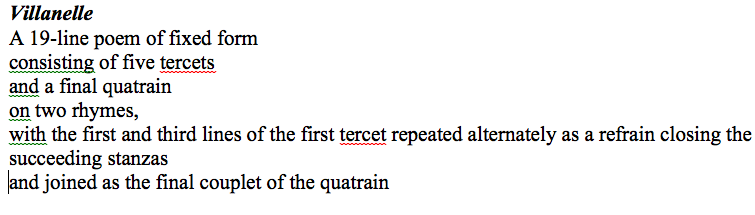 Villanelle
A 19-line poem of fixed form
consisting of five tercets
and a final quatrain
on two rhymes,
with the first and third lines of the first tercet repeated alternately as a refrain closing the
succeeding stanzas
and joined as the final couplet of the quatrain